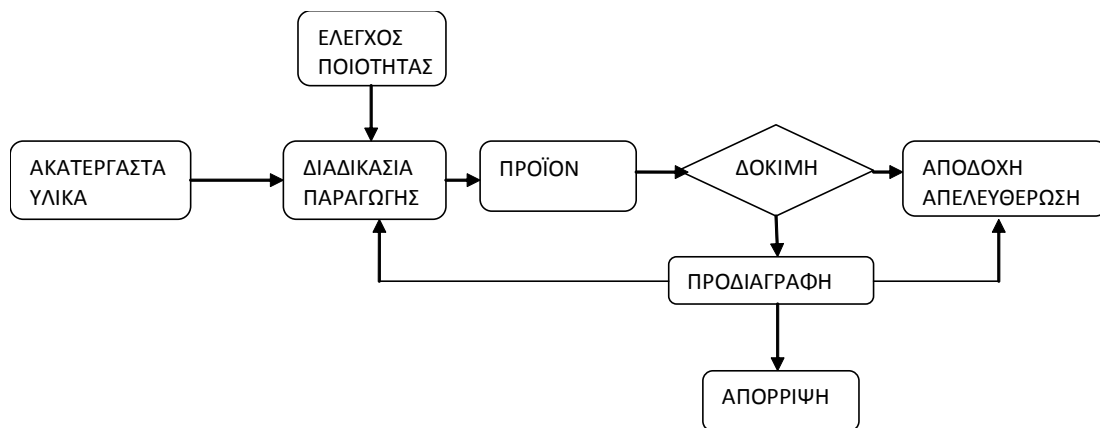 ΕΛΕΓΧΟΣ
ΠΟΙΟΤΗΤΑΣ
ΑΚΑΤΕΡΓΑΣΤΑ
ΥΛΙΚΑ
ΔΙΑΔΙΚΑΣΙΑ
ΠΑΡΑΓΩΓΗΣ
ΠΡΟΪΟΝ
ΔΟΚΙΜΗ
ΑΠΟΔΟΧΗ
ΑΠΕΛΕΥΘΕΡΩΣΗ
ΠΡΟΔΙΑΓΡΑΦΗ
ΑΠΟΡΡΙΨΗ